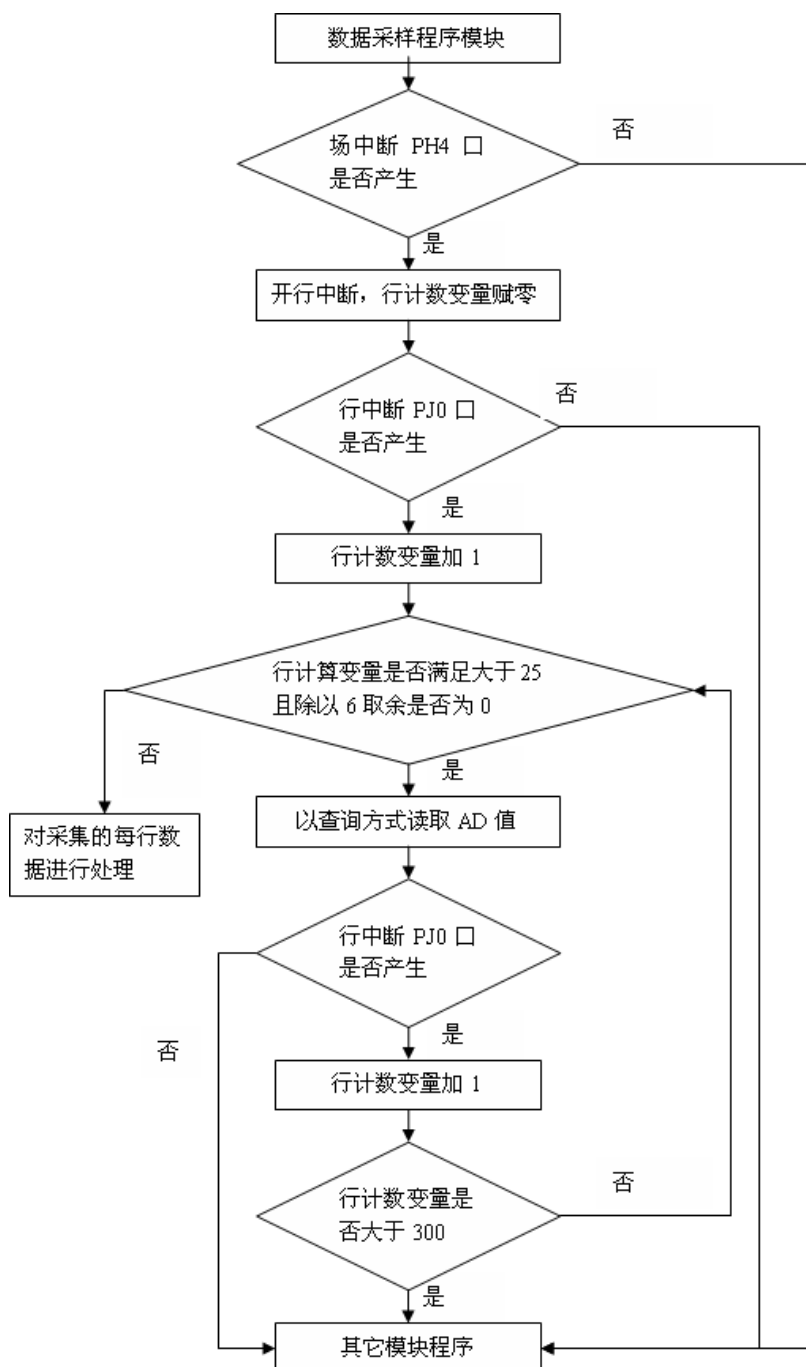 数据采样程序模块
否
场中断 PH4 口
是否产生
是
开行中断，行计数变量赋零
否
行中断 PJ0 口
是否产生
是
行计数变量加 1
行计算变量是否满足大于 25
且除以 6 取余是否为 0
否
是
以查询方式读取 AD 值
对采集的每行数
据进行处理
行中断 PJ0 口
是否产生
否
是
行计数变量加 1
否
行计数变量是
否大于 300
是
其它模块程序